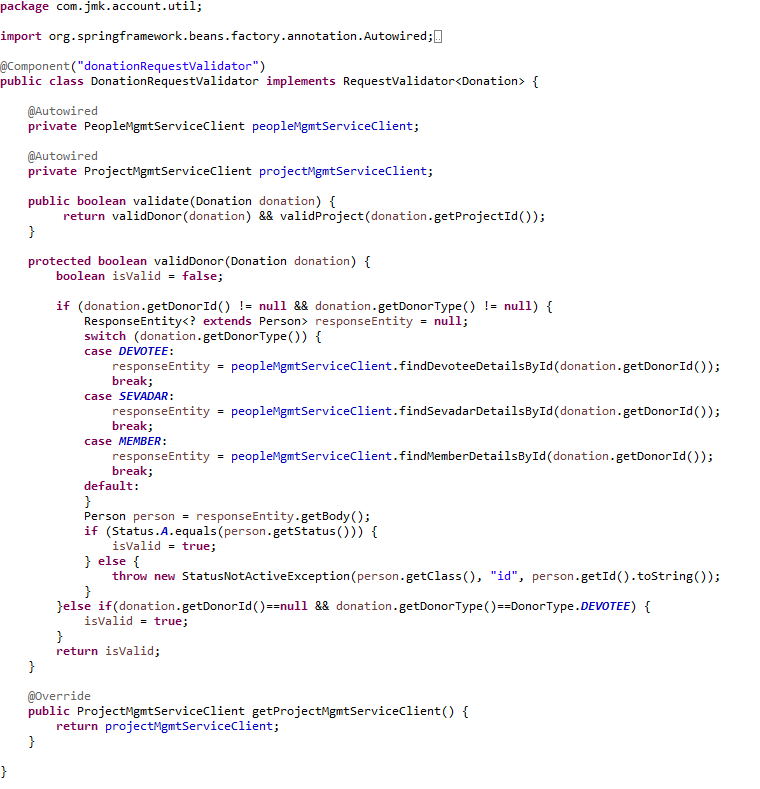 package com.jmk.account.util;

import org.springframework.beans.factory.annotation.Autowired;

@Component("donationRequestValidator")
public class DonationRequestValidator implements RequestValidator<Donation> {

    @Autowired
    private PeopleMgmtServiceClient peopleMgmtServiceClient;

    @Autowired
    private ProjectMgmtServiceClient projectMgmtServiceClient;

    public boolean validate(Donation donation) {
         return validDonor(donation) && validProject(donation.getProjectId());
    }

    protected boolean validDonor(Donation donation) {
        boolean isValid = false;

        if (donation.getDonorId() != null && donation.getDonorType() != null) {
            ResponseEntity<? extends Person> responseEntity = null;
            switch (donation.getDonorType()) {
            case DEVOTEE:
                responseEntity = peopleMgmtServiceClient.findDevoteeDetailsById(donation.getDonorId());
                break;
            case SEVADAR:
                responseEntity = peopleMgmtServiceClient.findSevadarDetailsById(donation.getDonorId());
                break;
            case MEMBER:
                responseEntity = peopleMgmtServiceClient.findMemberDetailsById(donation.getDonorId());
                break;
            default:
            }
            Person person = responseEntity.getBody();
            if (Status.A.equals(person.getStatus())) {
                isValid = true;
            } else {
                throw new StatusNotActiveException(person.getClass(), "id", person.getId().toString());
            }
        }else if(donation.getDonorId()==null && donation.getDonorType()==DonorType.DEVOTEE) {
            isValid = true;
        }
        return isValid;
    }

    @Override
    public ProjectMgmtServiceClient getProjectMgmtServiceClient() {
        return projectMgmtServiceClient;
    }

}